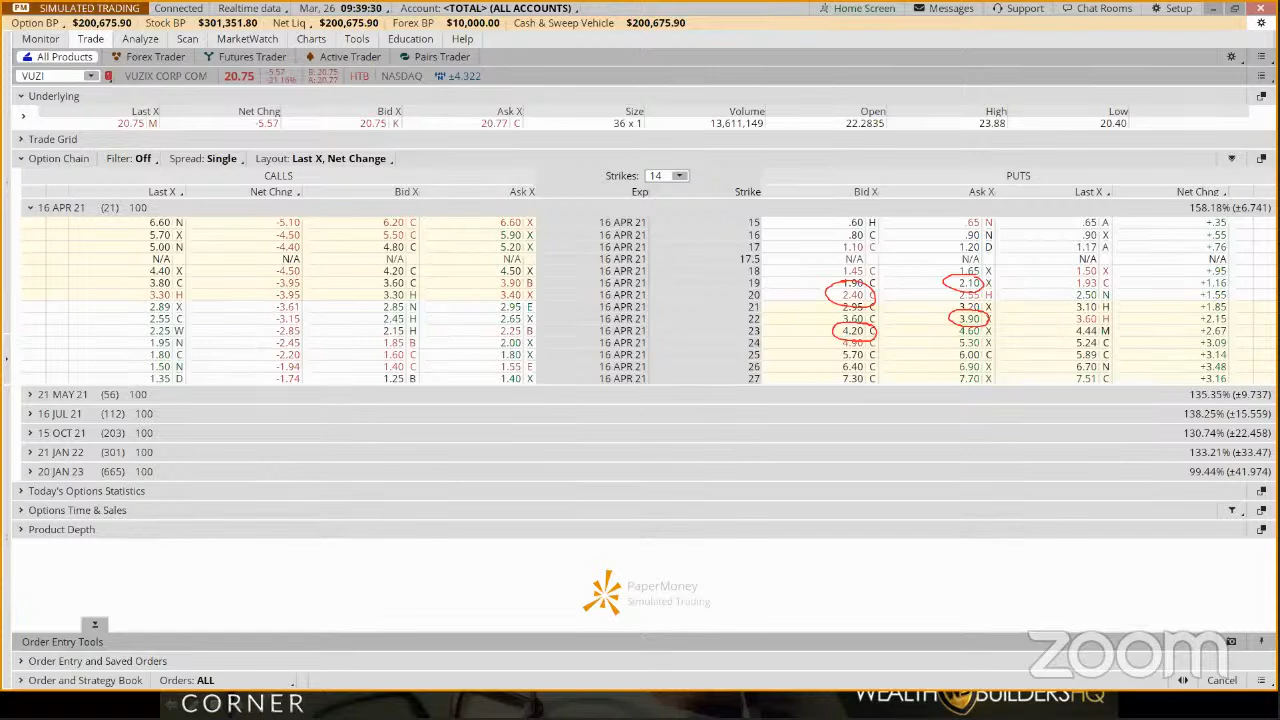 PM SIMULATED TRADING Connected Realtime data Mar, 26 09:39:30 Account: <TOTAL> (ALL ACCOUNTS) Home Screen Messages Support Chat Rooms Setup
Option BP $200,675.90 Stock BP $301,351.80 Net Liq $200,675.90 Forex BP $10,000.00 Cash & Sweep Vehicle $200,675.90
Monitor Trade Analyze Scan MarketWatch Charts Tools Education Help
All Products Forex Trader Futures Trader Active Trader Pairs Trader
VUZI VUZIX CORP COM 20.75 -5.57 -21.16% B: 20.75 A: 20.77 HTB NASDAQ ±4.322
Underlying
Last X Net Chng Bid X Ask X Size Volume Open High Low
20.75 M -5.57 20.75 K 20.77 C 36 x 1 13,611,149 22.2835 23.88 20.40
Trade Grid
Option Chain Filter: Off Spread: Single Layout: Last X, Net Change
CALLS Strikes: 14 PUTS
Last X Net Chng Bid X Ask X Exp Strike Bid X Ask X Last X Net Chng
16 APR 21 (21) 100 158.18% (±6.741)
6.60 N -5.10 6.20 C 6.60 X 16 APR 21 15 .60 H .65 N .65 A +.35
5.70 X -4.50 5.50 C 5.90 X 16 APR 21 16 .80 C .90 N .90 X +.55
5.00 N -4.40 4.80 C 5.20 X 16 APR 21 17 1.10 C 1.20 D 1.17 A +.76
N/A N/A N/A N/A 16 APR 21 17.5 N/A N/A N/A N/A
4.40 X -4.50 4.20 C 4.50 X 16 APR 21 18 1.45 C 1.65 X 1.50 X +.95
3.80 C -3.95 3.60 C 3.90 B 16 APR 21 19 1.90 C 2.10 X 1.93 C +1.16
3.30 H -3.95 3.30 H 3.40 X 16 APR 21 20 2.40 C 2.55 H 2.50 N +1.55
2.89 X -3.61 2.85 N 2.95 E 16 APR 21 21 2.95 C 3.20 X 3.10 H +1.85
2.55 C -3.15 2.45 H 2.65 X 16 APR 21 22 3.60 C 3.90 X 3.60 H +2.15
2.25 W -2.85 2.15 H 2.25 B 16 APR 21 23 4.20 C 4.60 X 4.44 M +2.67
1.95 N -2.45 1.85 B 2.00 X 16 APR 21 24 4.90 C 5.30 X 5.24 C +3.09
1.80 C -2.20 1.60 C 1.80 X 16 APR 21 25 5.70 C 6.00 C 5.89 C +3.14
1.50 N -1.94 1.40 C 1.55 E 16 APR 21 26 6.40 C 6.90 X 6.70 N +3.48
1.35 D -1.74 1.25 B 1.40 X 16 APR 21 27 7.30 C 7.70 X 7.51 C +3.16
21 MAY 21 (56) 100 135.35% (±9.737)
16 JUL 21 (112) 100 138.25% (±15.559)
15 OCT 21 (203) 100 130.74% (±22.458)
21 JAN 22 (301) 100 133.21% (±33.47)
20 JAN 23 (665) 100 99.44% (±41.974)
Today's Options Statistics
Options Time & Sales
Product Depth
PaperMoney
Simulated Trading
Order Entry Tools
Order Entry and Saved Orders
Order and Strategy Book Orders: ALL Cancel
zoom
CORNER WEALTH BUILDERSHQ